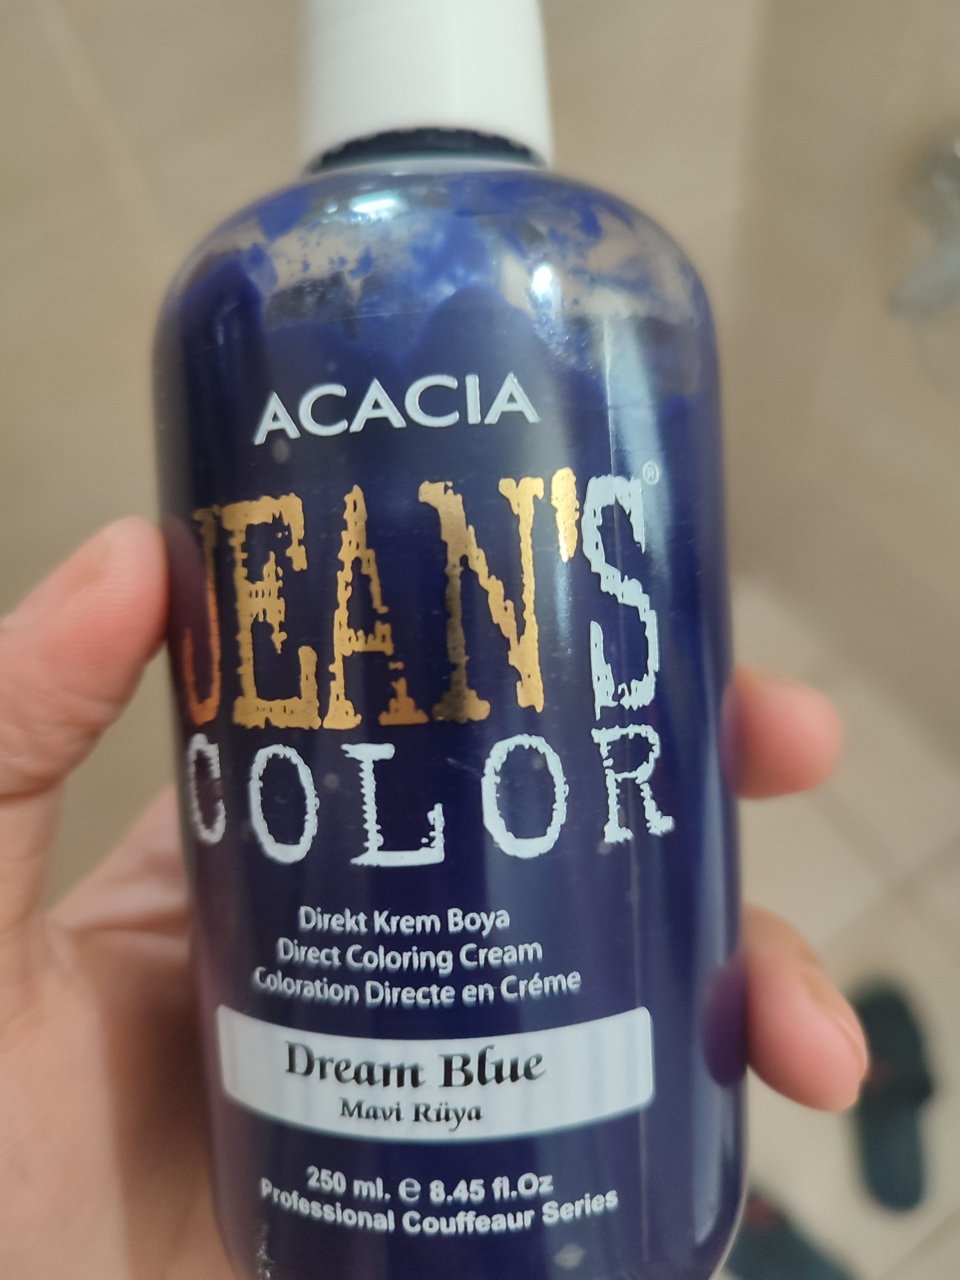 ACACIA
JEAN'S®
COLOR
Direkt Krem Boya
Direct Coloring Cream
Coloration Directe en Créme
Dream Blue
Mavi Rüya
250 ml. ℮ 8.45 fl.Oz
Professional Couffeaur Series